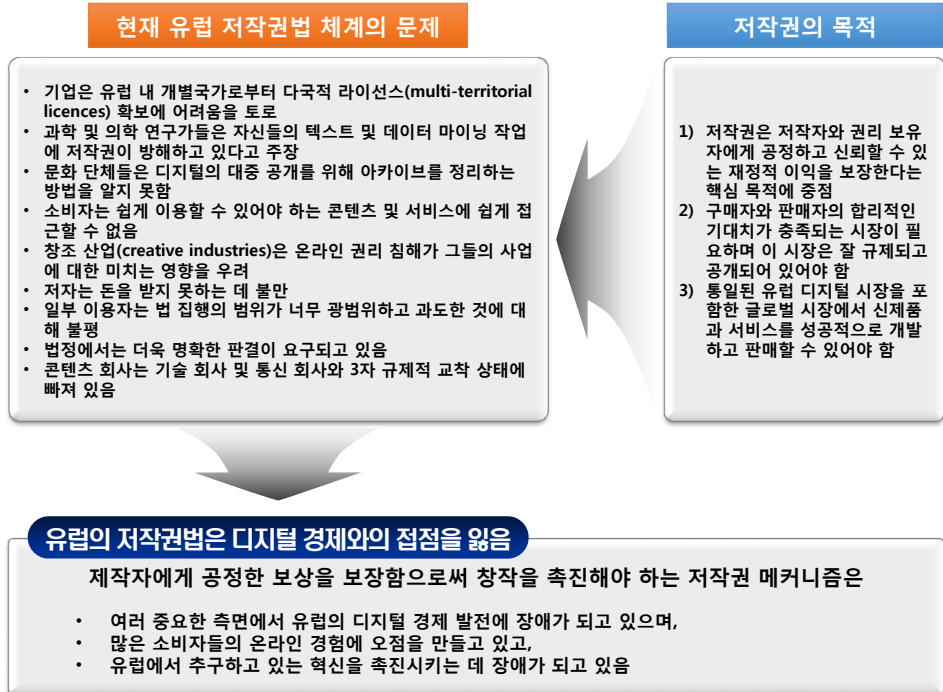 현재 유럽 저작권법 체계의 문제
• 기업은 유럽 내 개별국가로부터 다국적 라이선스(multi-territorial
licences) 확보에 어려움을 토로
• 과학 및 의학 연구가들은 자신들의 텍스트 및 데이터 마이닝 작업
에 저작권이 방해하고 있다고 주장
• 문화 단체들은 디지털의 대중 공개를 위해 아카이브를 정리하는
방법을 알지 못함
• 소비자는 쉽게 이용할 수 있어야 하는 콘텐츠 및 서비스에 쉽게 접
근할 수 없음
• 창조 산업(creative industries)은 온라인 권리 침해가 그들의 사업
에 대한 미치는 영향을 우려
• 저자는 돈을 받지 못하는 데 불만
• 일부 이용자는 법 집행의 범위가 너무 광범위하고 과도한 것에 대
해 불평
• 법정에서는 더욱 명확한 판결이 요구되고 있음
• 콘텐츠 회사는 기술 회사 및 통신 회사와 3자 규제적 교착 상태에
빠져 있음
저작권의 목적
1) 저작권은 저작자와 권리 보유
자에게 공정하고 신뢰할 수 있
는 재정적 이익을 보장한다는
핵심 목적에 중점
2) 구매자와 판매자의 합리적인
기대치가 충족되는 시장이 필
요하며 이 시장은 잘 규제되고
공개되어 있어야 함
3) 통일된 유럽 디지털 시장을 포
함한 글로벌 시장에서 신제품
과 서비스를 성공적으로 개발
하고 판매할 수 있어야 함
유럽의 저작권법은 디지털 경제와의 접점을 잃음
제작자에게 공정한 보상을 보장함으로써 창작을 촉진해야 하는 저작권 메커니즘은
• 여러 중요한 측면에서 유럽의 디지털 경제 발전에 장애가 되고 있으며,
• 많은 소비자들의 온라인 경험에 오점을 만들고 있고,
• 유럽에서 추구하고 있는 혁신을 촉진시키는 데 장애가 되고 있음